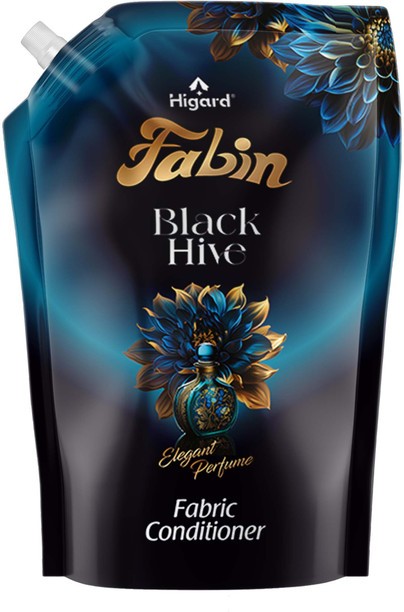 Higard®
Fabin
Black
Hive
Elegant
Perfume
Fabric
Conditioner